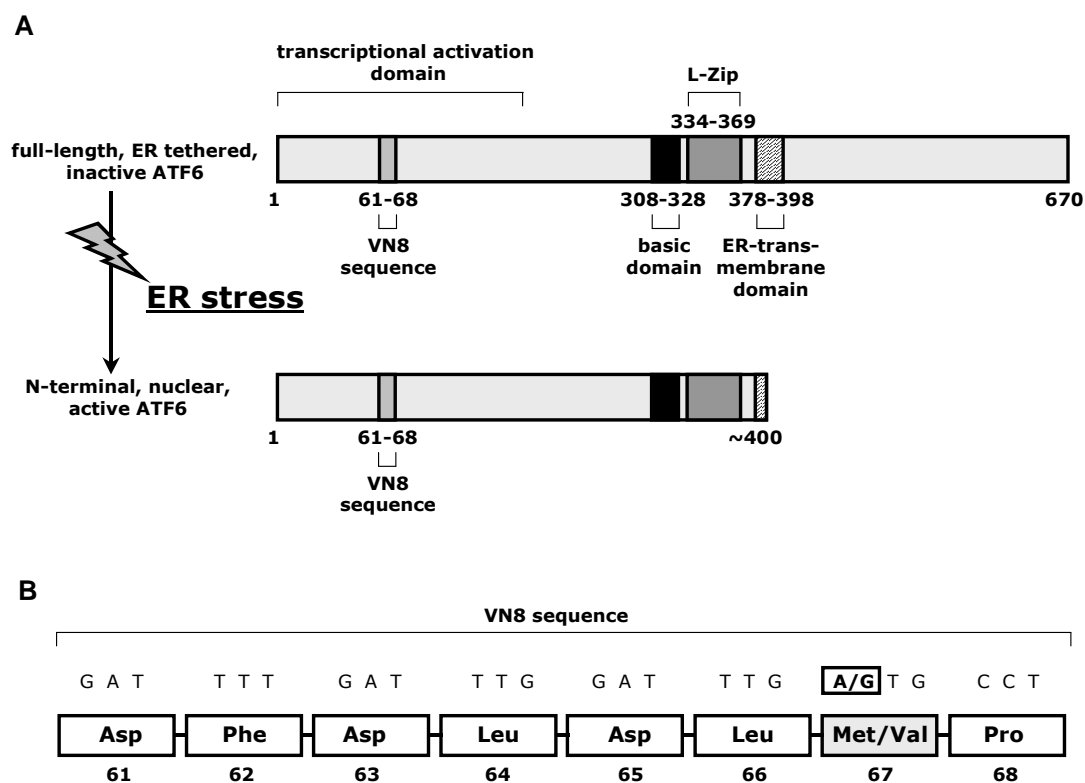 A
transcriptional activation
domain
L-Zip
334-369
full-length, ER tethered,
inactive ATF6
1
61-68
308-328
378-398
670
VN8
sequence
basic
domain
ER-trans-
membrane
domain
ER stress
N-terminal, nuclear,
active ATF6
1
61-68
~400
VN8
sequence
B
VN8 sequence
G A T T T T G A T T T G G A T T T G A/G T G C C T
Asp Phe Asp Leu Asp Leu Met/Val Pro
61 62 63 64 65 66 67 68